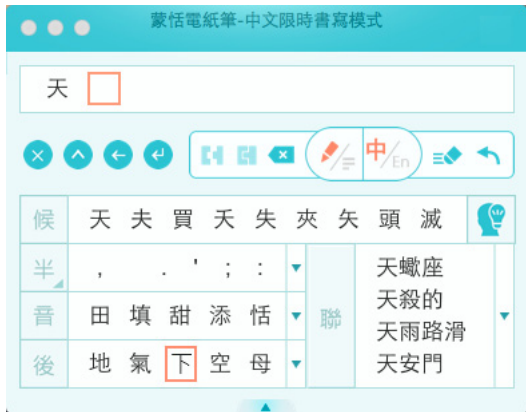 蒙恬電紙筆-中文限時書寫模式
天
中/En
候 天 夫 買 夭 失 夾 矢 頭 滅
半 , . ' ; :
音 田 填 甜 添 恬
後 地 氣 下 空 母
聯
天蠍座
天殺的
天雨路滑
天安門